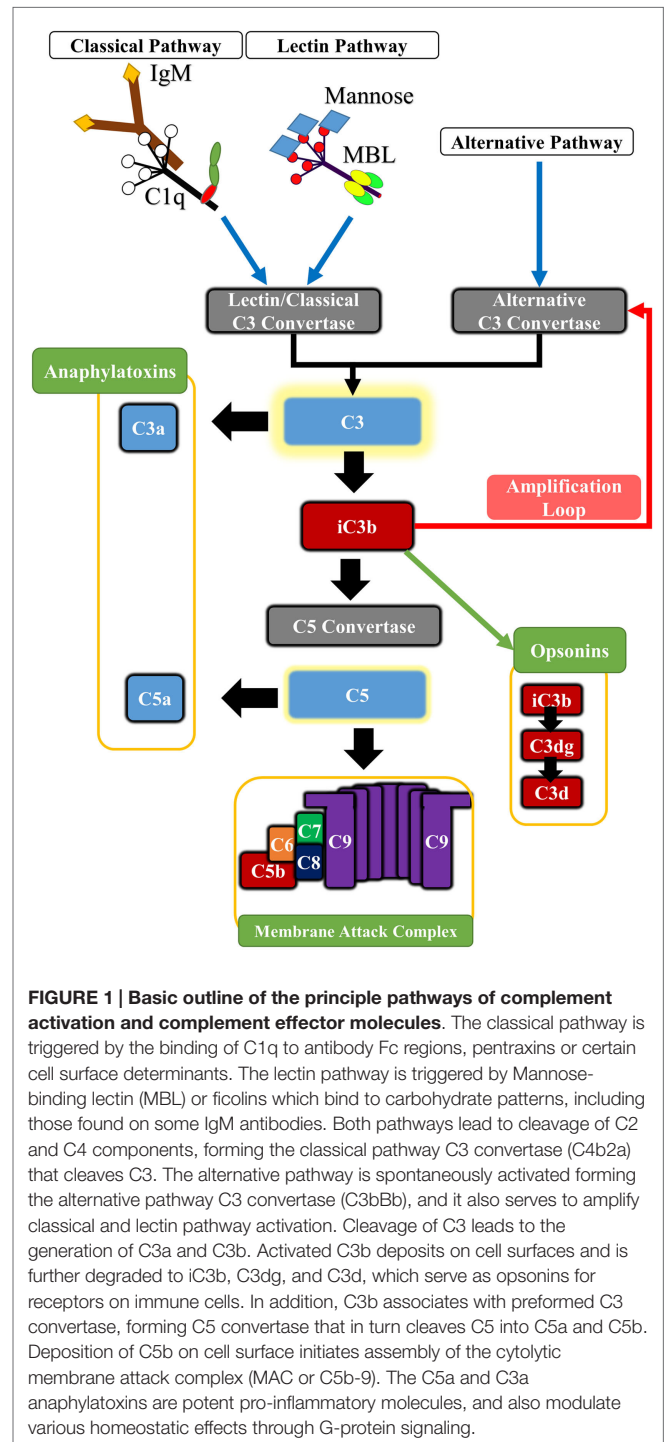 Classical Pathway
Lectin Pathway
IgM
Mannose
Alternative Pathway
MBL
C1q
Lectin/Classical
C3 Convertase
Alternative
C3 Convertase
Anaphylatoxins
C3a
C3
Amplification
Loop
iC3b
C5 Convertase
Opsonins
C5a
C5
iC3b
C3dg
C3d
C7
C6
C9
C9
C8
C5b
Membrane Attack Complex
FIGURE 1 | Basic outline of the principle pathways of complement
activation and complement effector molecules. The classical pathway is
triggered by the binding of C1q to antibody Fc regions, pentraxins or certain
cell surface determinants. The lectin pathway is triggered by Mannose-
binding lectin (MBL) or ficolins which bind to carbohydrate patterns, including
those found on some IgM antibodies. Both pathways lead to cleavage of C2
and C4 components, forming the classical pathway C3 convertase (C4b2a)
that cleaves C3. The alternative pathway is spontaneously activated forming
the alternative pathway C3 convertase (C3bBb), and it also serves to amplify
classical and lectin pathway activation. Cleavage of C3 leads to the
generation of C3a and C3b. Activated C3b deposits on cell surfaces and is
further degraded to iC3b, C3dg, and C3d, which serve as opsonins for
receptors on immune cells. In addition, C3b associates with preformed C3
convertase, forming C5 convertase that in turn cleaves C5 into C5a and C5b.
Deposition of C5b on cell surface initiates assembly of the cytolytic
membrane attack complex (MAC or C5b-9). The C5a and C3a
anaphylatoxins are potent pro-inflammatory molecules, and also modulate
various homeostatic effects through G-protein signaling.